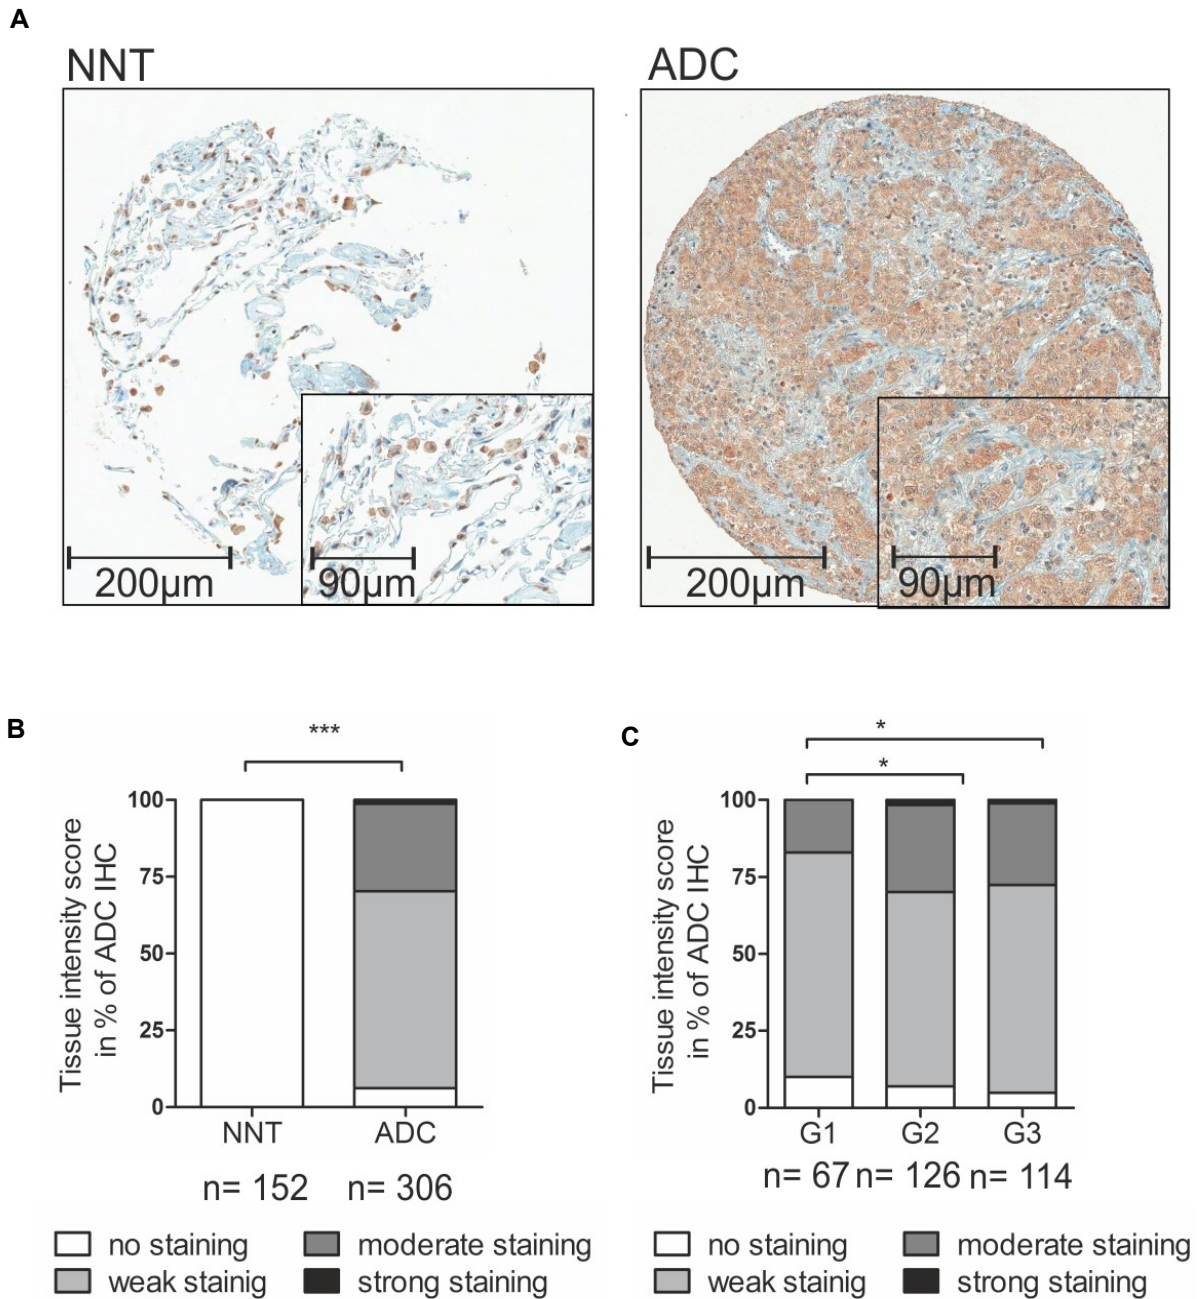 A
NNT
ADC
200µm
90µm
200µm
90µm
B
***
Tissue intensity score
in % of ADC IHC
100
75
50
25
0
NNT
ADC
n= 152
n= 306
no staining
moderate staining
weak stainig
strong staining
C
*
*
Tissue intensity score
in % of ADC IHC
100
75
50
25
0
G1
G2
G3
n= 67
n= 126
n= 114
no staining
moderate staining
weak stainig
strong staining